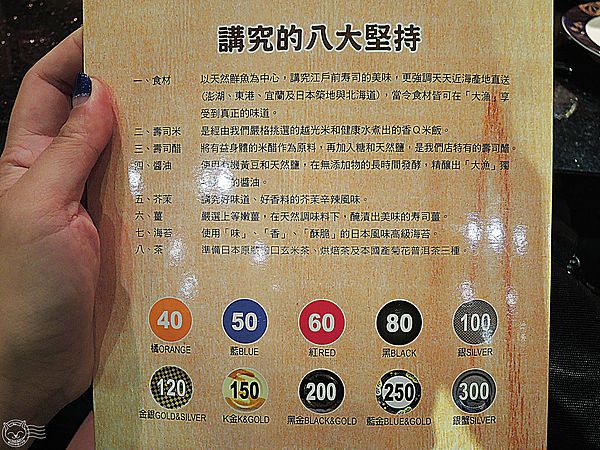 講究的八大堅持
一、食材 以天然鮮魚為中心，講究江戶前壽司的美味，更強調天天近海產地直送
(澎湖、東港、宜蘭及日本築地與北海道)，當令食材皆可在「大漁」享
受到真正的味道。
二、壽司米 是經由我們嚴格挑選的越光米和健康水煮出的香Q米飯。
三、壽司醋 將有益身體的米醋作為原料，再加入糖和天然鹽，是我們店特有的壽司醋。
四、醬油 使用有機黃豆和天然鹽，在無添加物的長時間發酵，精釀出「大漁」獨
的醬油。
五、芥茉 講究好味道、好香料的芥茉辛辣風味。
六、薑 嚴選上等嫩薑，在天然調味料下，醃漬出美味的壽司薑。
七、海苔 使用「味」、「香」、「酥脆」的日本風味高級海苔。
八、茶 準備日本原裝進口玄米茶、烘焙茶及本國產菊花普洱茶三種。
40 50 60 80 100
橘ORANGE 藍BLUE 紅RED 黑BLACK 銀SILVER
120 150 200 250 300
金銀GOLD&SILVER K金K&GOLD 黑金BLACK&GOLD 藍金BLUE&GOLD 銀蟹SILVER